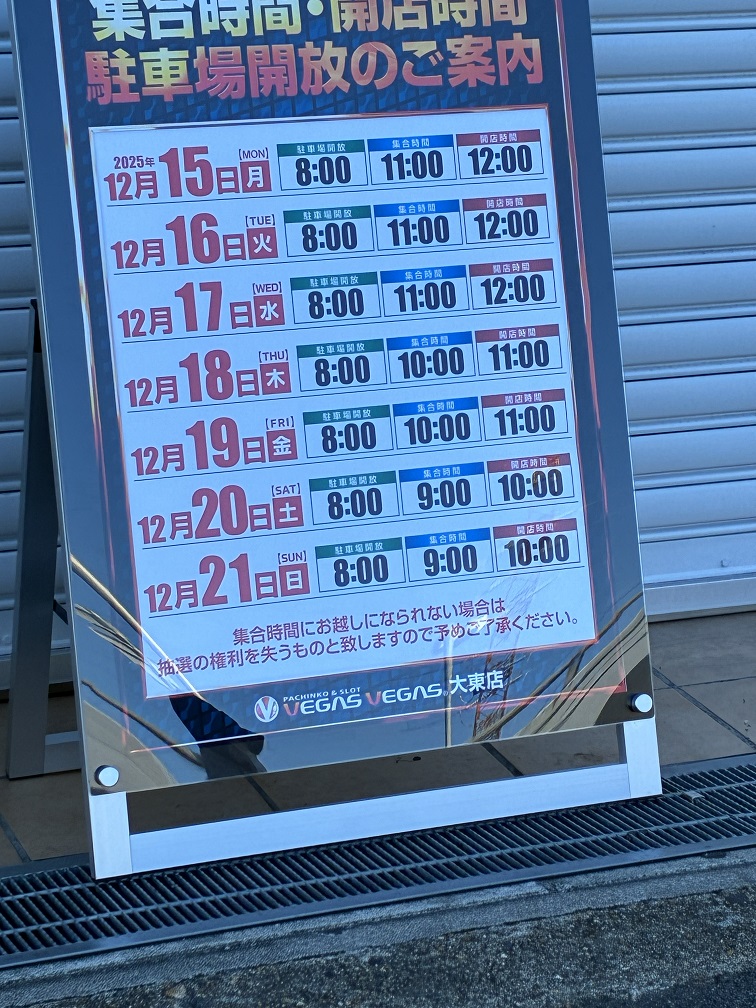 集合時間・開店時間
駐車場開放のご案内
2025年
12月15日[MON]月 駐車場開放 8:00 集合時間 11:00 開店時間 12:00
12月16日[TUE]火 駐車場開放 8:00 集合時間 11:00 開店時間 12:00
12月17日[WED]水 駐車場開放 8:00 集合時間 11:00 開店時間 12:00
12月18日[THU]木 駐車場開放 8:00 集合時間 10:00 開店時間 11:00
12月19日[FRI]金 駐車場開放 8:00 集合時間 10:00 開店時間 11:00
12月20日[SAT]土 駐車場開放 8:00 集合時間 9:00 開店時間 10:00
12月21日[SUN]日 駐車場開放 8:00 集合時間 9:00 開店時間 10:00
集合時間にお越しになられない場合は
抽選の権利を失うものと致しますので予めご了承ください。
PACHINKO & SLOT
VEGAS VEGAS® 大東店